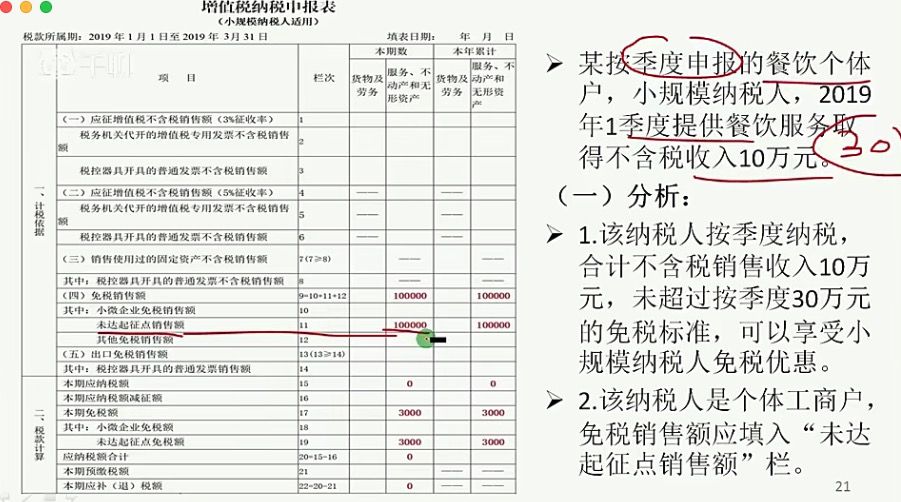 增值税纳税申报表
（小规模纳税人适用）
税款所属期：2019 年 1 月 1 日至 2019 年 3 月 31 日 填表日期： 年 月 日
项 目 栏次 本期数 本年累计
货物及劳务 服务、不动产和无形资产 货物及劳务 服务、不动产和无形资产
一、计税依据
（一）应征增值税不含税销售额（3%征收率） 1
税务机关代开的增值税专用发票不含税销售额 2
税控器具开具的普通发票不含税销售额 3
（二）应征增值税不含税销售额（5%征收率） 4 —— ——
税务机关代开的增值税专用发票不含税销售额 5 —— ——
税控器具开具的普通发票不含税销售额 6 —— ——
（三）销售使用过的固定资产不含税销售额 7(7≥8) —— ——
其中：税控器具开具的普通发票不含税销售额 8 —— ——
（四）免税销售额 9=10+11+12 100000 100000
其中：小微企业免税销售额 10
未达起征点销售额 11 100000 100000
其他免税销售额 12
（五）出口免税销售额 13(13≥14)
其中：税控器具开具的普通发票销售额 14
二、税款计算
本期应纳税额 15 0 0
本期应纳税额减征额 16
本期免税额 17 3000 3000
其中：小微企业免税额 18
未达起征点免税额 19 3000 3000
应纳税额合计 20=15-16 0
本期预缴税额 21 —— ——
本期应补（退）税额 22=20-21 0 —— ——
某按季度申报的餐饮个体
户，小规模纳税人，2019
年1季度提供餐饮服务取
得不含税收入10万元。
30
（一）分析：
1.该纳税人按季度纳税，
合计不含税销售收入10万
元，未超过按季度30万元
的免税标准，可以享受小
规模纳税人免税优惠。
2.该纳税人是个体工商户，
免税销售额应填入“未达
起征点销售额”栏。
21